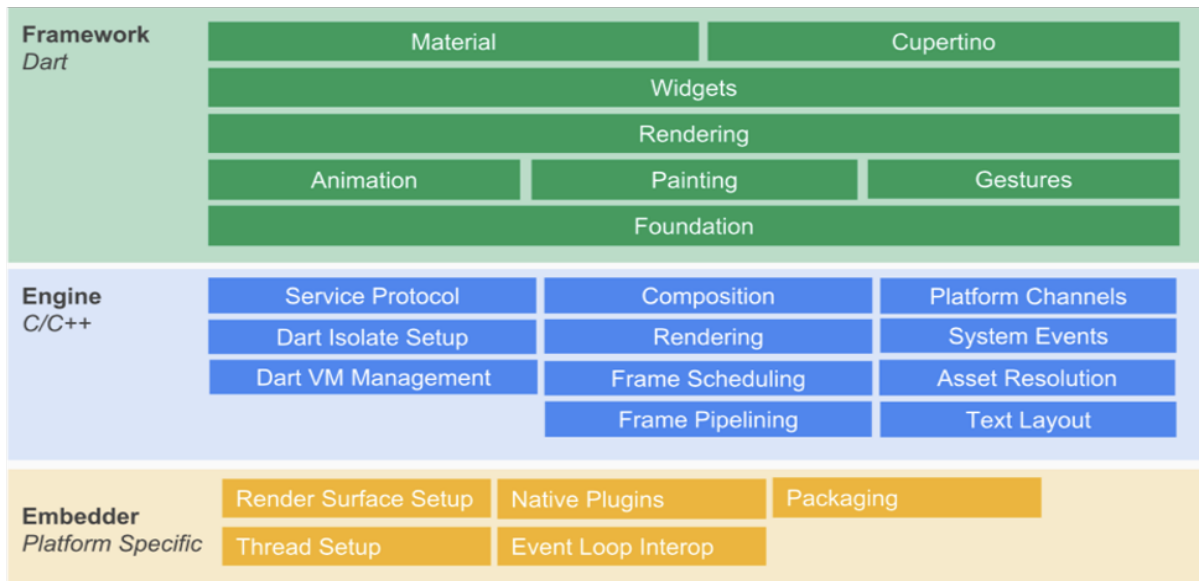 Framework
Dart
Material
Cupertino
Widgets
Rendering
Animation
Painting
Gestures
Foundation
Engine
C/C++
Service Protocol
Composition
Platform Channels
Dart Isolate Setup
Rendering
System Events
Dart VM Management
Frame Scheduling
Asset Resolution
Frame Pipelining
Text Layout
Embedder
Platform Specific
Render Surface Setup
Native Plugins
Packaging
Thread Setup
Event Loop Interop